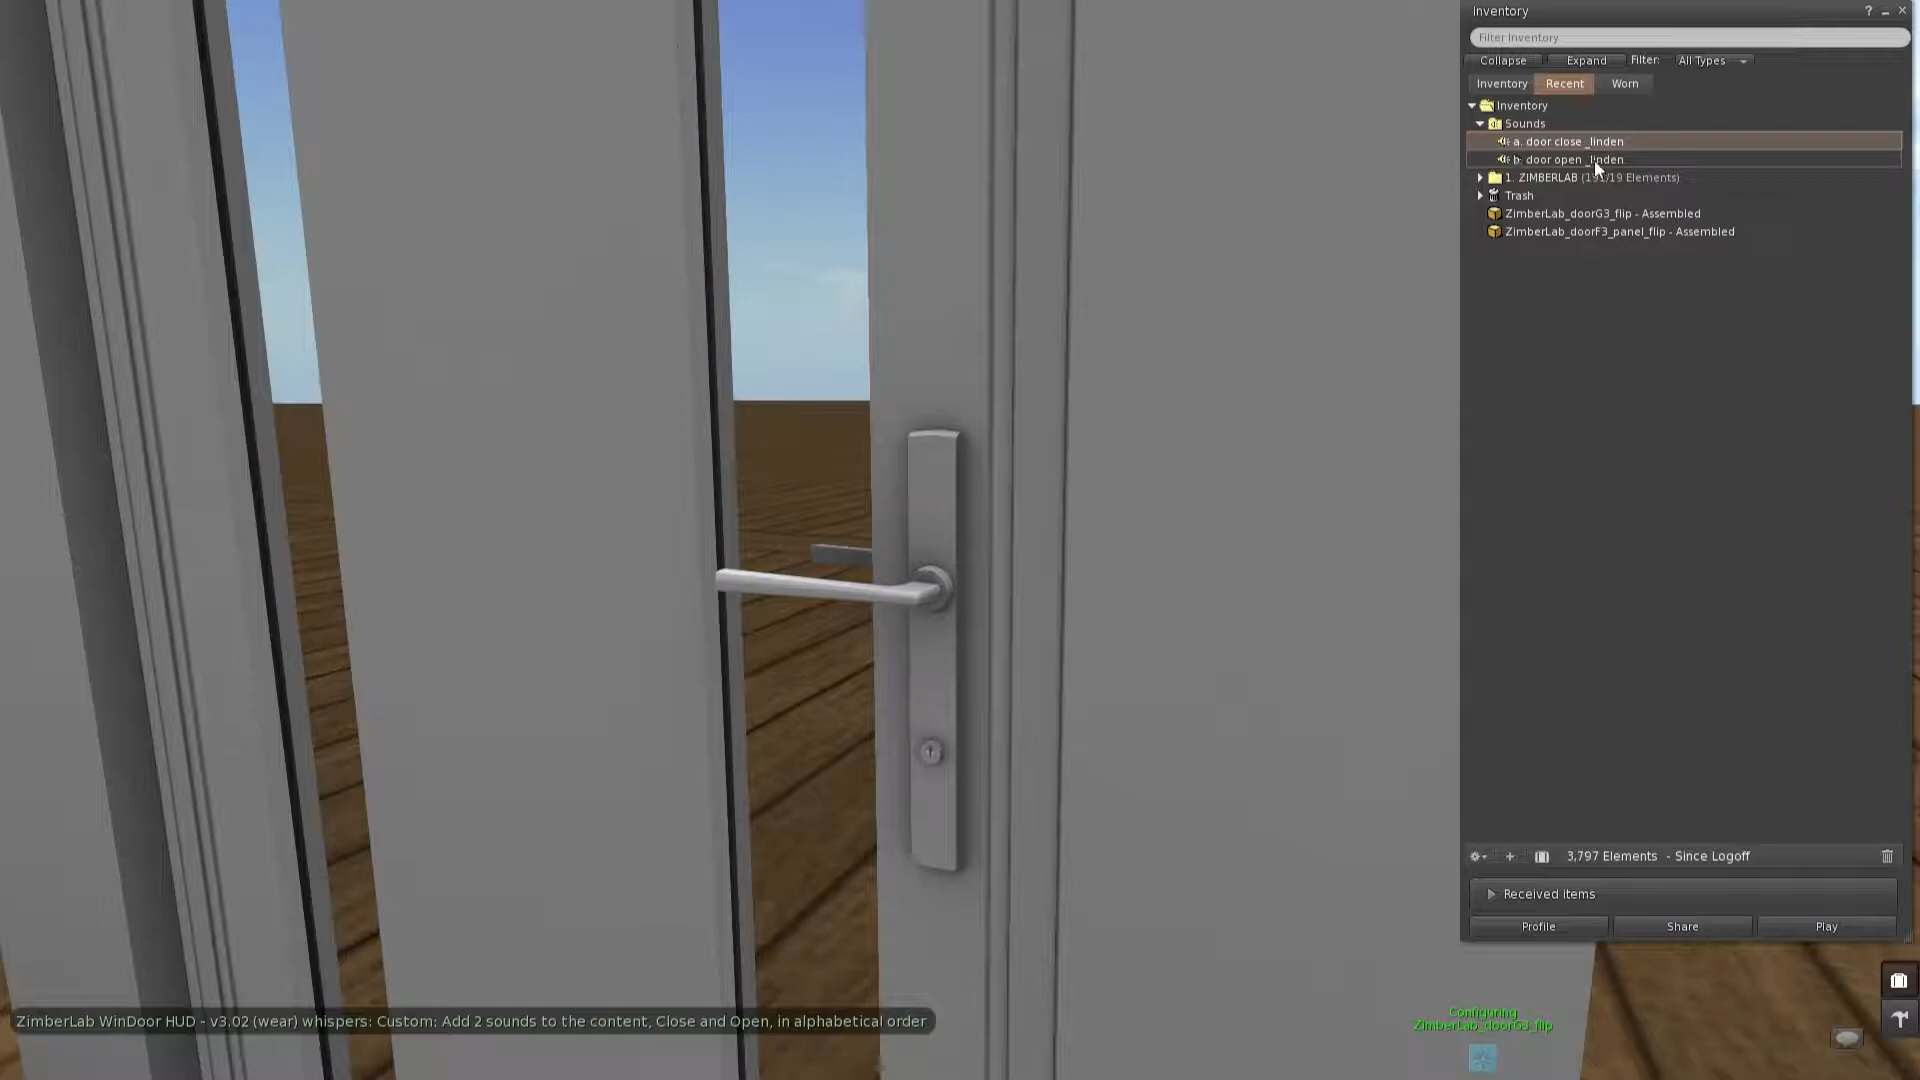 Inventory
? _ ×
Filter Inventory
Collapse Expand Filter: All Types
Inventory Recent Worn
Inventory
Sounds
a. door close _linden
b. door open _linden
1. ZIMBERLAB /19 Elements)
Trash
ZimberLab_doorG3_flip - Assembled
ZimberLab_doorF3_panel_flip - Assembled
3,797 Elements - Since Logoff
Received items
Profile Share Play
ZimberLab WinDoor HUD - v3.02 (wear) whispers: Custom: Add 2 sounds to the content, Close and Open, in alphabetical order
Configuring
ZimberLab_doorG3_flip